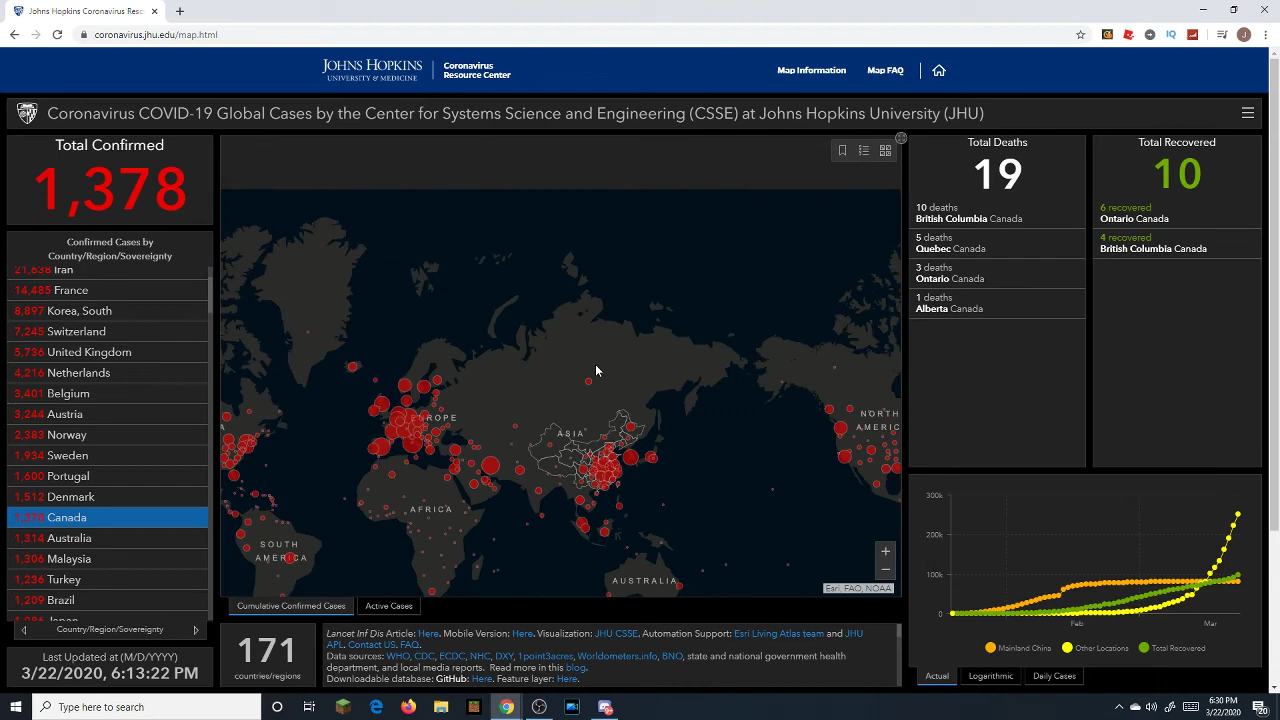 Johns Hopkins Coronavirus Res
coronavirus.jhu.edu/map.html
JOHNS HOPKINS
UNIVERSITY & MEDICINE
Coronavirus
Resource Center
Map Information
Map FAQ
Coronavirus COVID-19 Global Cases by the Center for Systems Science and Engineering (CSSE) at Johns Hopkins University (JHU)
Total Confirmed
1,378
Confirmed Cases by
Country/Region/Sovereignty
21,638 Iran
14,485 France
8,897 Korea, South
7,245 Switzerland
5,736 United Kingdom
4,216 Netherlands
3,401 Belgium
3,244 Austria
2,383 Norway
1,934 Sweden
1,600 Portugal
1,512 Denmark
1,378 Canada
1,314 Australia
1,306 Malaysia
1,236 Turkey
1,209 Brazil
1,086 Japan
Country/Region/Sovereignty
Last Updated at (M/D/YYYY)
3/22/2020, 6:13:22 PM
EUROPE
ASIA
NORTH
AMERIC
AFRICA
SOUTH
AMERICA
AUSTRALIA
Esri, FAO, NOAA
Cumulative Confirmed Cases
Active Cases
171
countries/regions
Lancet Inf Dis Article: Here. Mobile Version: Here. Visualization: JHU CSSE. Automation Support: Esri Living Atlas team and JHU
APL. Contact US. FAQ.
Data sources: WHO, CDC, ECDC, NHC, DXY, 1point3acres, Worldometers.info, BNO, state and national government health
department, and local media reports. Read more in this blog.
Downloadable database: GitHub: Here. Feature layer: Here.
Total Deaths
19
10 deaths
British Columbia Canada
5 deaths
Quebec Canada
3 deaths
Ontario Canada
1 deaths
Alberta Canada
Total Recovered
10
6 recovered
Ontario Canada
4 recovered
British Columbia Canada
300k
200k
100k
0
Feb
Mar
Mainland China
Other Locations
Total Recovered
Actual
Logarithmic
Daily Cases
Type here to search
6:30 PM
3/22/2020
20